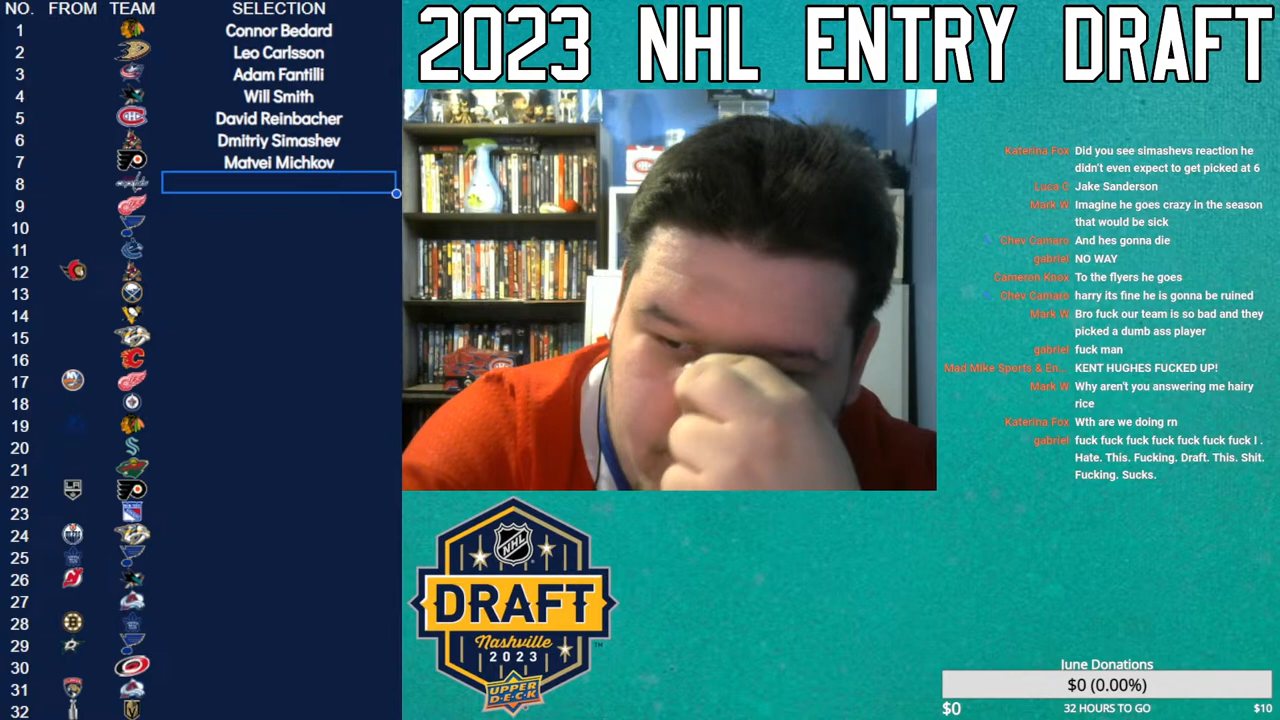 NO. FROM TEAM SELECTION
1 Connor Bedard
2 Leo Carlsson
3 Adam Fantilli
4 Will Smith
5 David Reinbacher
6 Dmitriy Simashev
7 Matvei Michkov
8
9
10
11
12
13
14
15
16
17
18
19
20
21
22
23
24
25
26
27
28
29
30
31
32
2023 NHL ENTRY DRAFT
Katerina Fox Did you see simashevs reaction he
didn't even expect to get picked at 6
Luca C Jake Sanderson
Mark W Imagine he goes crazy in the season
that would be sick
Chev Camaro And hes gonna die
gabriel NO WAY
Cameron Knox To the flyers he goes
Chev Camaro harry its fine he is gonna be ruined
Mark W Bro fuck our team is so bad and they
picked a dumb ass player
gabriel fuck man
Mad Mike Sports & En... KENT HUGHES FUCKED UP!
Mark W Why aren't you answering me hairy
rice
Katerina Fox Wth are we doing rn
gabriel fuck fuck fuck fuck fuck fuck fuck I .
Hate. This. Fucking. Draft. This. Shit.
Fucking. Sucks.
NHL
DRAFT
Nashville
2023
UPPER
DECK
June Donations
$0 (0.00%)
$0 32 HOURS TO GO $10